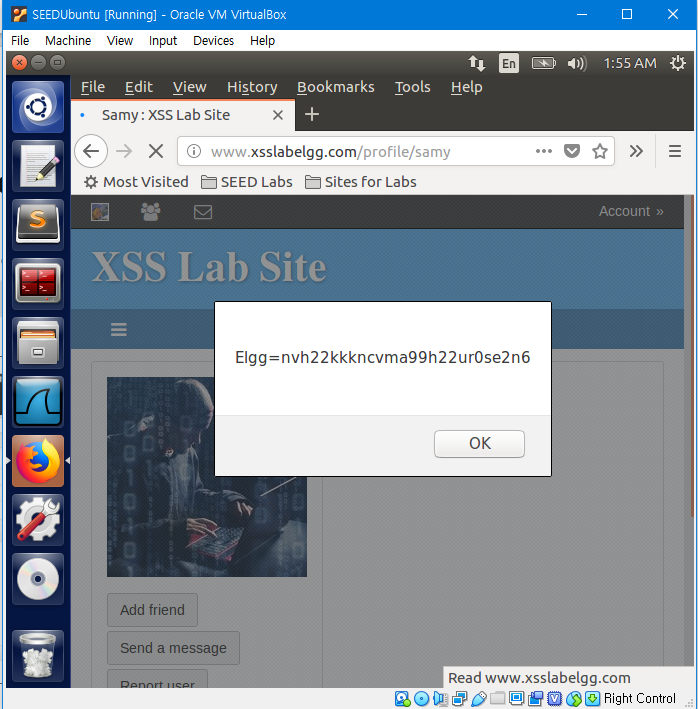 SEEDUbuntu [Running] - Oracle VM VirtualBox
File Machine View Input Devices Help
En 1:55 AM
File Edit View History Bookmarks Tools Help
Samy : XSS Lab Site
www.xsslabelgg.com/profile/samy
Most Visited SEED Labs Sites for Labs
Account »
XSS Lab Site
Elgg=nvh22kkkncvma99h22ur0se2n6
OK
Add friend
Send a message
Report user
Read www.xsslabelgg.com
Right Control